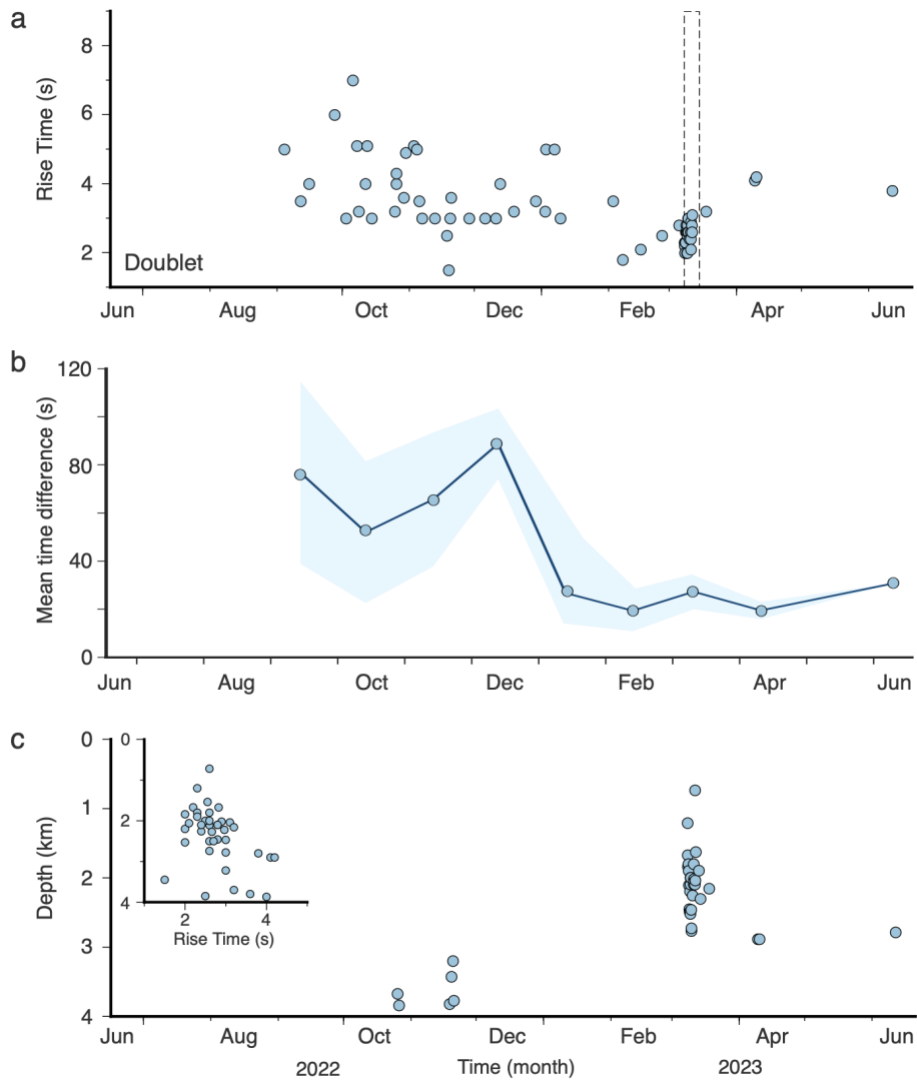 a
Rise Time (s)
8
6
4
2
Doublet
Jun Aug Oct Dec Feb Apr Jun
b
Mean time difference (s)
120
80
40
0
Jun Aug Oct Dec Feb Apr Jun
c
Depth (km)
0
1
2
3
4
0
2
4
2 4
Rise Time (s)
Jun Aug Oct Dec Feb Apr Jun
2022 Time (month) 2023